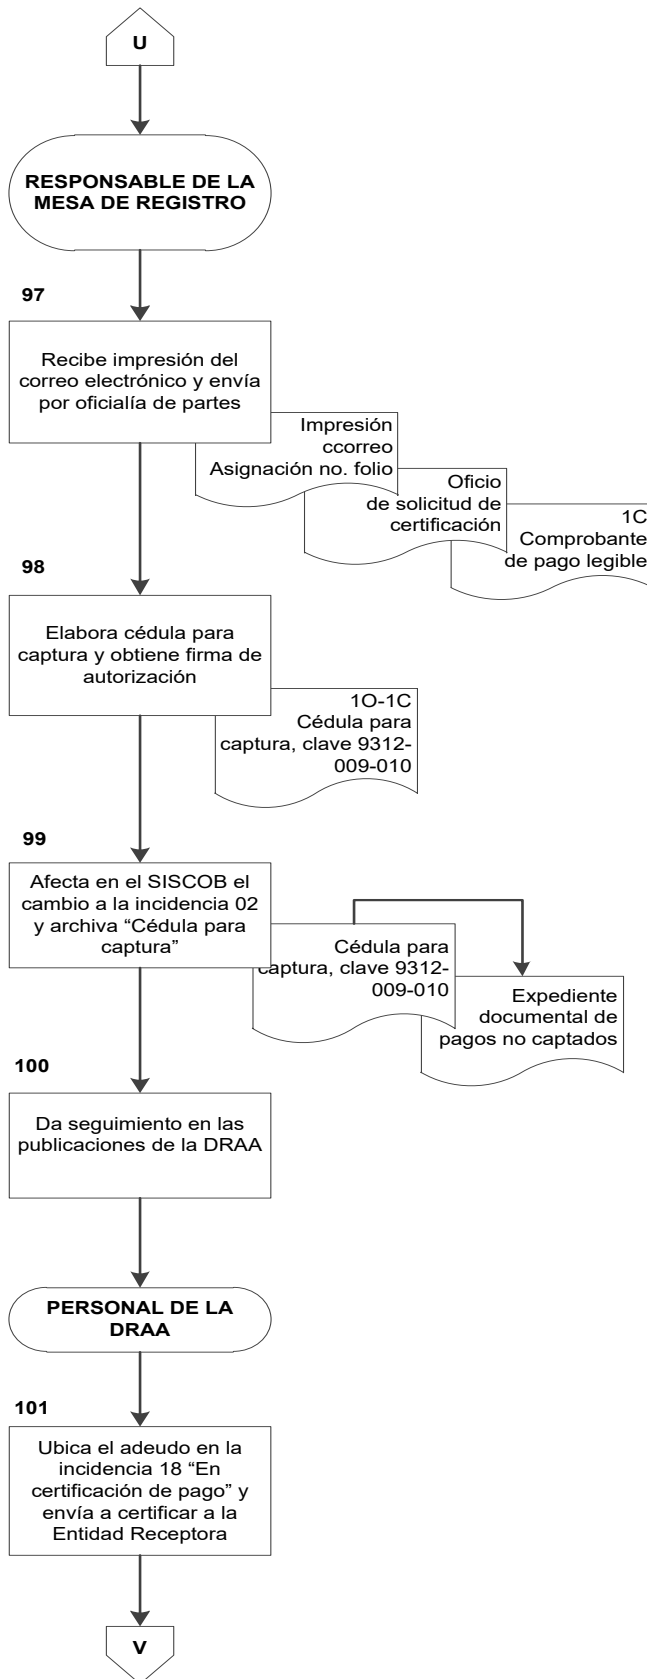 U
RESPONSABLE DE LA
MESA DE REGISTRO
97
Recibe impresión del
correo electrónico y envía
por oficialía de partes
Impresión
ccorreo
Asignación no. folio
Oficio
de solicitud de
certificación
1C
Comprobante
de pago legible
98
Elabora cédula para
captura y obtiene firma de
autorización
1O-1C
Cédula para
captura, clave 9312-
009-010
99
Afecta en el SISCOB el
cambio a la incidencia 02
y archiva “Cédula para
captura”
Cédula para
captura, clave 9312-
009-010
Expediente
documental de
pagos no captados
100
Da seguimiento en las
publicaciones de la DRAA
PERSONAL DE LA
DRAA
101
Ubica el adeudo en la
incidencia 18 “En
certificación de pago” y
envía a certificar a la
Entidad Receptora
V